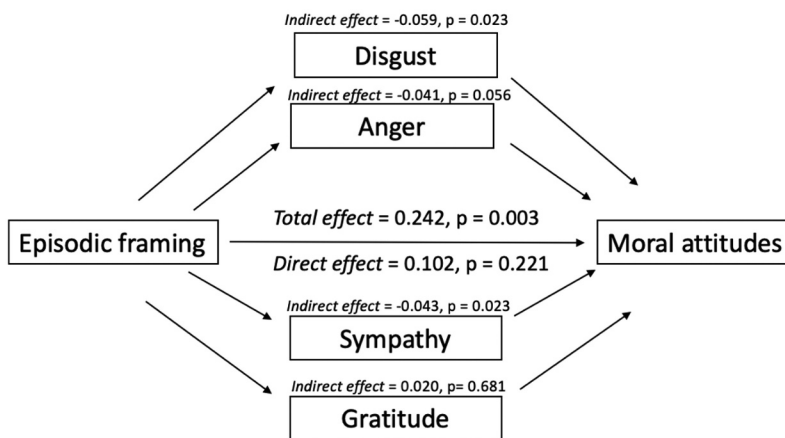 Indirect effect = -0.059, p = 0.023
Disgust
Indirect effect = -0.041, p = 0.056
Anger
Total effect = 0.242, p = 0.003
Episodic framing
Moral attitudes
Direct effect = 0.102, p = 0.221
Indirect effect = -0.043, p = 0.023
Sympathy
Indirect effect = 0.020, p= 0.681
Gratitude